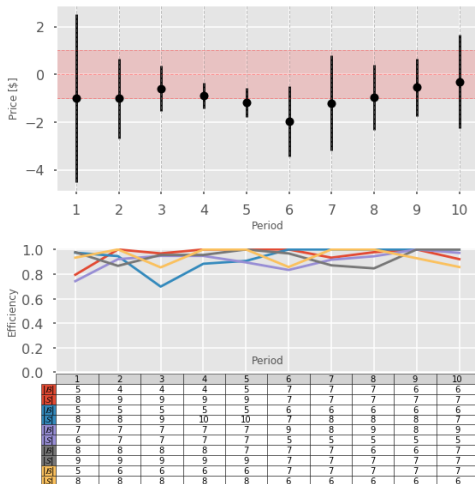 2
0
−2
−4
Price [$]
1 2 3 4 5 6 7 8 9 10
Period
1.0
0.8
0.6
0.4
0.2
0.0
Efficiency
Period
1 2 3 4 5 6 7 8 9 10
|B| 5 4 4 4 5 7 7 7 6 6
|S| 8 9 9 9 9 7 7 7 7 7
|B| 5 5 5 5 5 6 6 6 6 6
|S| 8 8 9 10 10 7 8 8 8 7
|B| 7 7 7 7 7 9 8 9 8 9
|S| 6 7 7 7 7 5 5 5 5 5
|B| 8 8 8 8 7 7 7 6 6 7
|S| 9 9 9 9 9 7 7 7 7 7
|B| 5 6 6 6 6 7 7 7 7 7
|S| 8 8 8 8 8 6 6 6 6 6